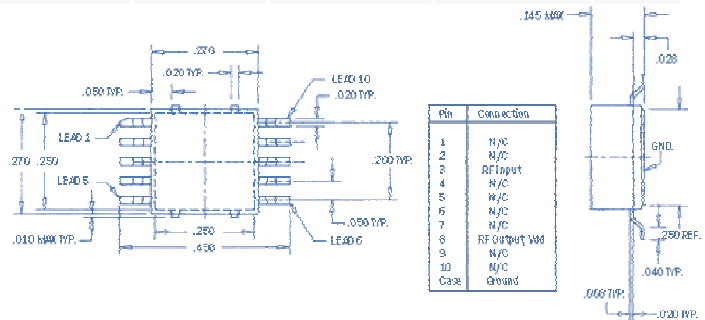 .145 MAX
.270
.028
.020 TYP.
.050 TYP.
LEAD 10
.020 TYP.
LEAD 1
.270 .250
.200 TYP.
GND.
LEAD 5
.050 TYP.
.010 MAX TYP.
.250
LEAD 6
.250 REF.
.040 TYP.
.006 TYP.
.020 TYP.
Pin Connection
1 N/C
2 N/C
3 RF Input
4 N/C
5 N/C
6 N/C
7 N/C
8 RF Output Vdd
9 N/C
10 N/C
Case Ground